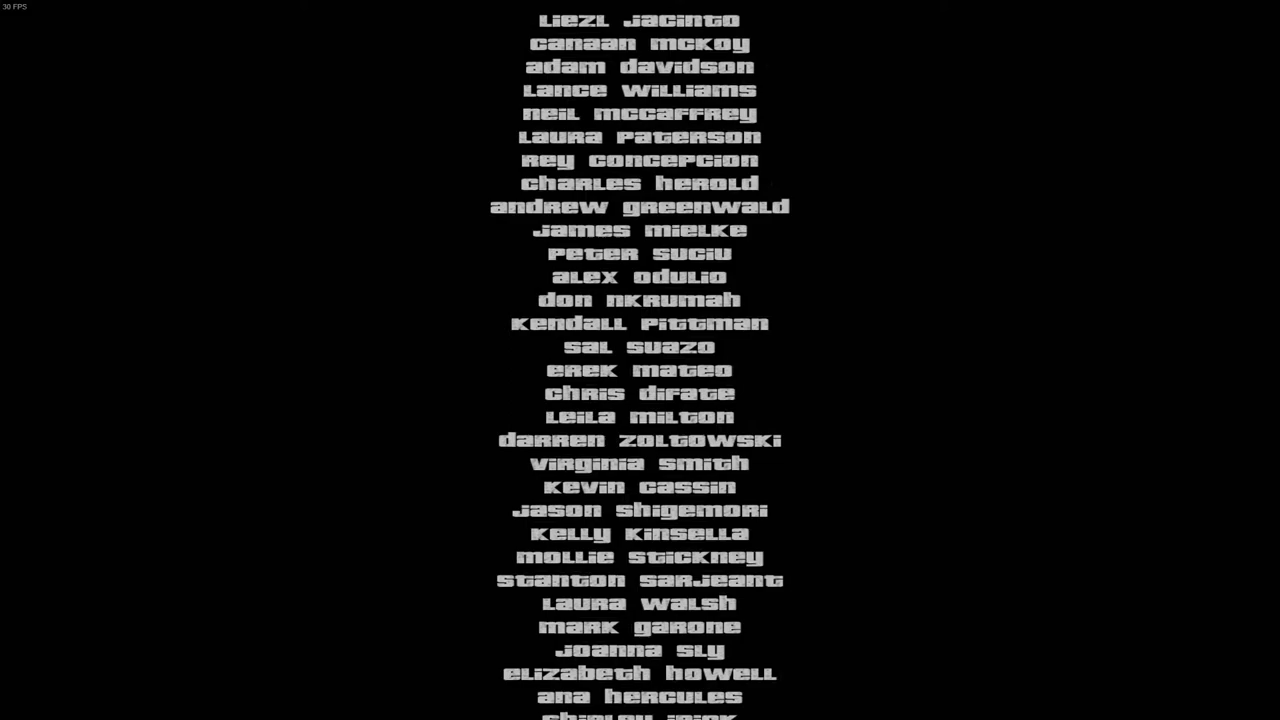 30 FPS
Liezl Jacinto
Canaan McKoy
Adam Davidson
Lance Williams
Neil McCaffrey
Laura Paterson
Rey Concepcion
Charles Herold
Andrew Greenwald
James Mielke
Peter Suciu
Alex Odulio
Don Nkrumah
Kendall Pittman
Sal Suazo
Erek Mateo
Chris DiFate
Leila Milton
Darren Zoltowski
Virginia Smith
Kevin Cassin
Jason Shigemori
Kelly Kinsella
Mollie Stickney
Stanton Sarjeant
Laura Walsh
Mark Garone
Joanna Sly
Elizabeth Howell
Ana Hercules